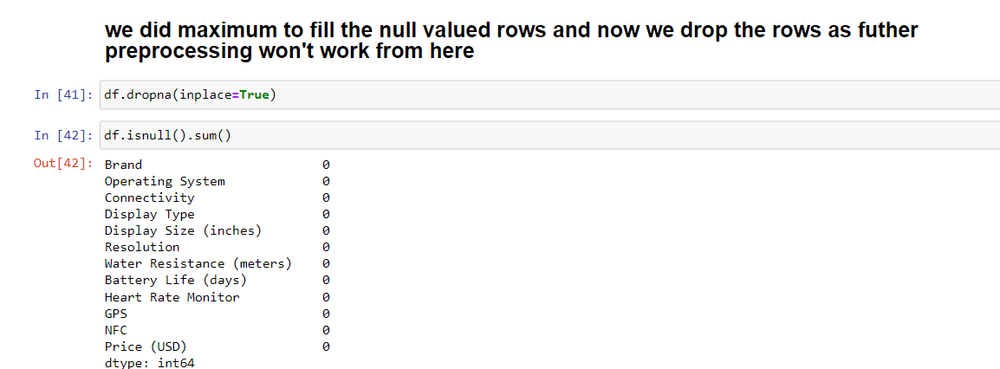 we did maximum to fill the null valued rows and now we drop the rows as futher
preprocessing won't work from here
In [41]: df.dropna(inplace=True)
In [42]: df.isnull().sum()
Out[42]: Brand 0
Operating System 0
Connectivity 0
Display Type 0
Display Size (inches) 0
Resolution 0
Water Resistance (meters) 0
Battery Life (days) 0
Heart Rate Monitor 0
GPS 0
NFC 0
Price (USD) 0
dtype: int64